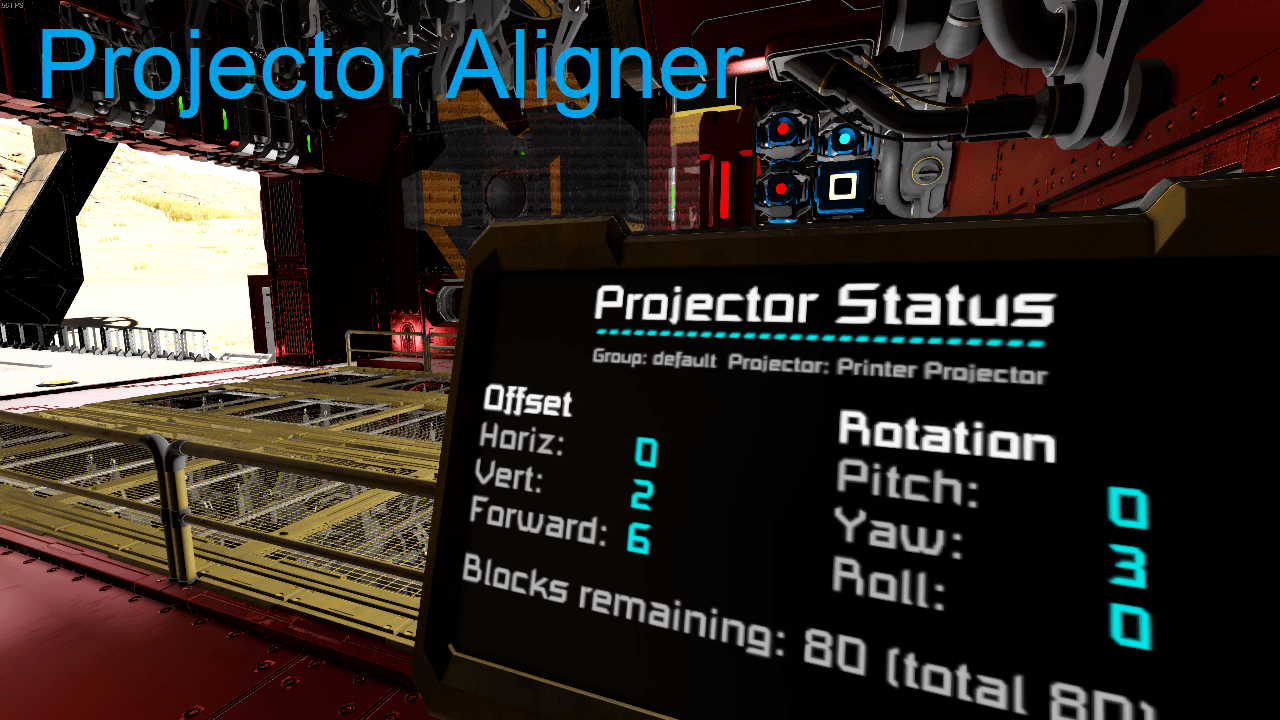 Projector Aligner
Projector Status
Group: default Projector: Printer Projector
Offset
Horiz: 0
Vert: 2
Forward: 6
Rotation
Pitch: 0
Yaw: 3
Roll: 0
Blocks remaining: 80 (total 80)